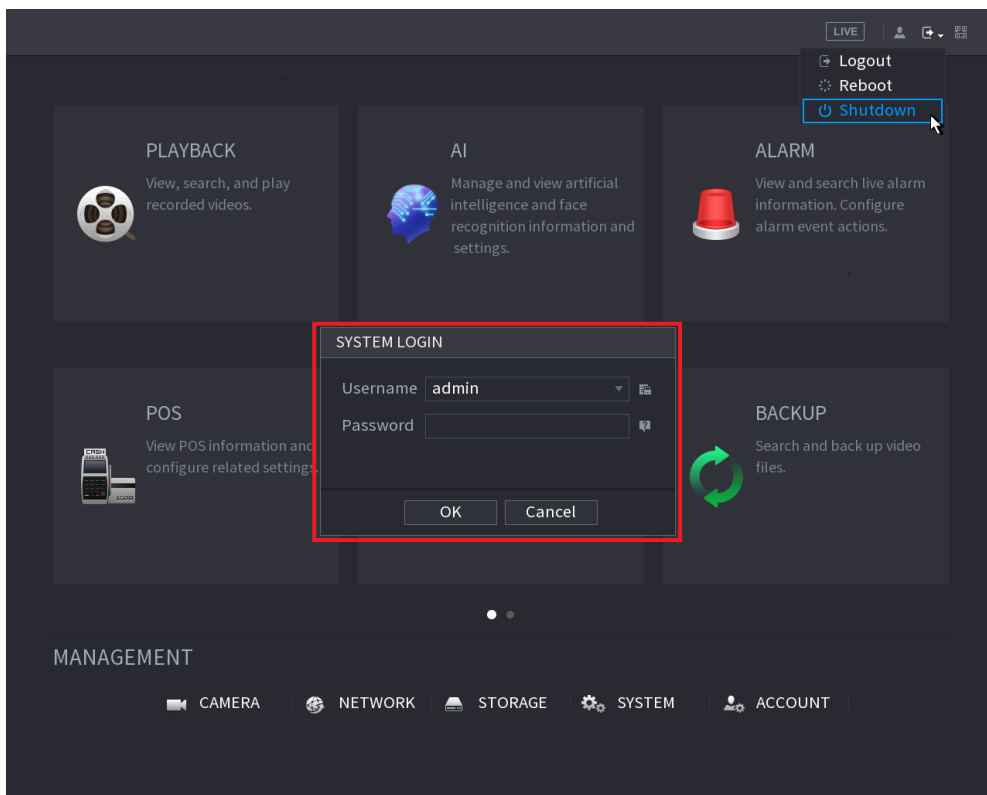 LIVE
Logout
Reboot
Shutdown
PLAYBACK
View, search, and play
recorded videos.
AI
Manage and view artificial
intelligence and face
recognition information and
settings.
ALARM
View and search live alarm
information. Configure
alarm event actions.
SYSTEM LOGIN
Username admin
Password
OK Cancel
POS
View POS information and
configure related settings.
CASH
BACKUP
Search and back up video
files.
MANAGEMENT
CAMERA NETWORK STORAGE SYSTEM ACCOUNT